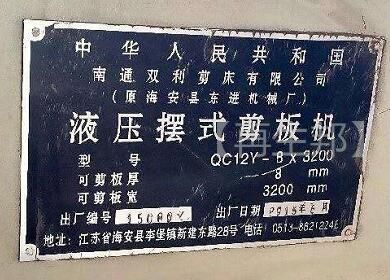 中华人民共和国
南通双利剪床有限公司
（原海安县东进机械厂）
液压摆式剪板机
型号 QC12Y-8×3200
可剪板厚 8 mm
可剪板宽 3200 mm
出厂编号
出厂日期
地址：江苏省海安县李堡镇新建东路28号 电话：0513-8821224